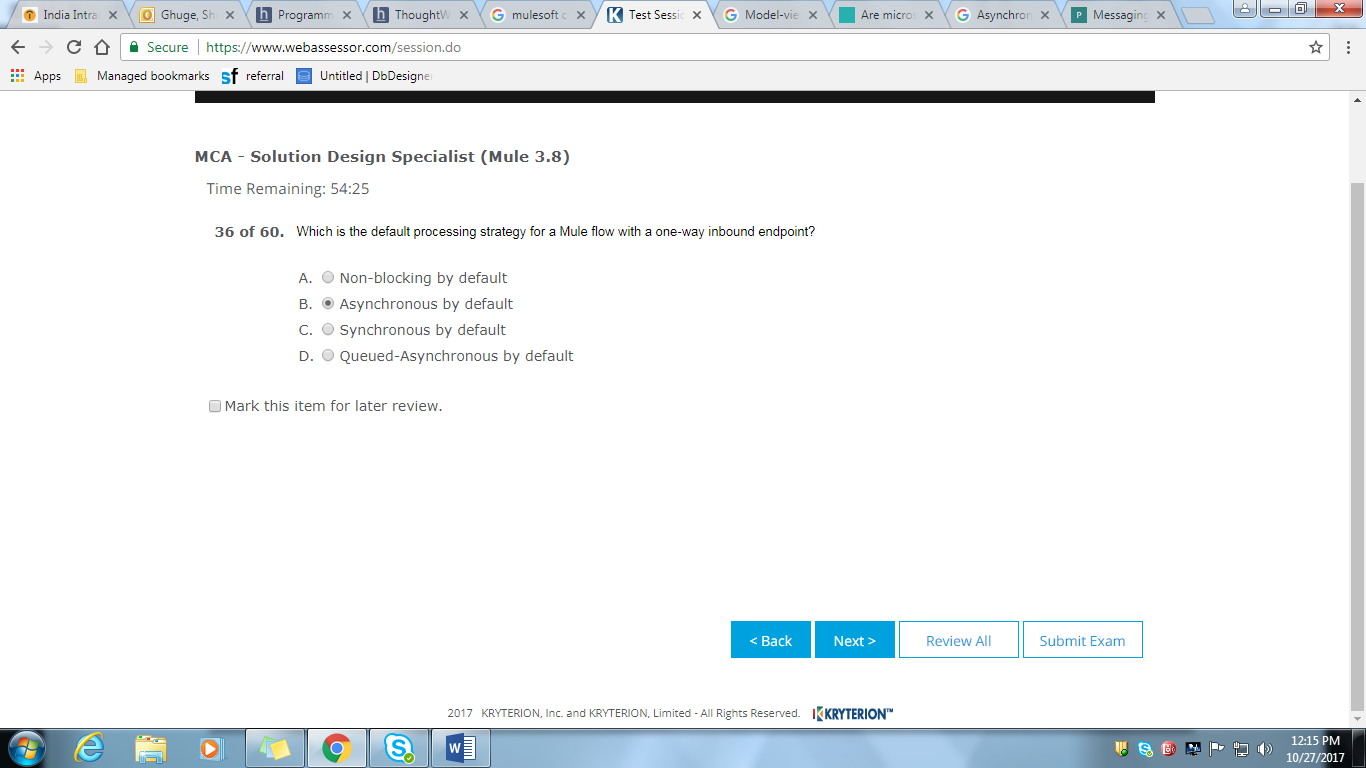 India Intra
Ghuge, Sh
Programm
ThoughtW
mulesoft c
Test Sessio
Model-vie
Are micros
Asynchron
Messaging
Secure | https://www.webassessor.com/session.do
Apps Managed bookmarks sf referral Untitled | DbDesigner
MCA - Solution Design Specialist (Mule 3.8)
Time Remaining: 54:25
36 of 60. Which is the default processing strategy for a Mule flow with a one-way inbound endpoint?
A. Non-blocking by default
B. Asynchronous by default
C. Synchronous by default
D. Queued-Asynchronous by default
Mark this item for later review.
< Back Next > Review All Submit Exam
2017 KRYTERION, Inc. and KRYTERION, Limited - All Rights Reserved. KRYTERION™
12:15 PM
10/27/2017